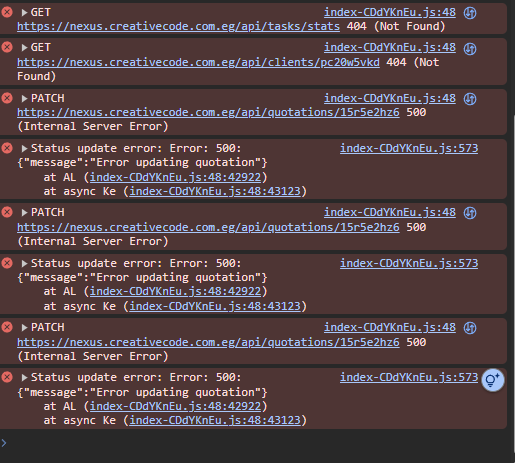 GET index-CDdYKnEu.js:48
https://nexus.creativecode.com.eg/api/tasks/stats 404 (Not Found)
GET index-CDdYKnEu.js:48
https://nexus.creativecode.com.eg/api/clients/pc20w5vkd 404 (Not
Found)
PATCH index-CDdYKnEu.js:48
https://nexus.creativecode.com.eg/api/quotations/15r5e2hz6 500
(Internal Server Error)
Status update error: Error: 500: index-CDdYKnEu.js:573
{"message":"Error updating quotation"}
at AL (index-CDdYKnEu.js:48:42922)
at async Ke (index-CDdYKnEu.js:48:43123)
PATCH index-CDdYKnEu.js:48
https://nexus.creativecode.com.eg/api/quotations/15r5e2hz6 500
(Internal Server Error)
Status update error: Error: 500: index-CDdYKnEu.js:573
{"message":"Error updating quotation"}
at AL (index-CDdYKnEu.js:48:42922)
at async Ke (index-CDdYKnEu.js:48:43123)
PATCH index-CDdYKnEu.js:48
https://nexus.creativecode.com.eg/api/quotations/15r5e2hz6 500
(Internal Server Error)
Status update error: Error: 500: index-CDdYKnEu.js:573
{"message":"Error updating quotation"}
at AL (index-CDdYKnEu.js:48:42922)
at async Ke (index-CDdYKnEu.js:48:43123)